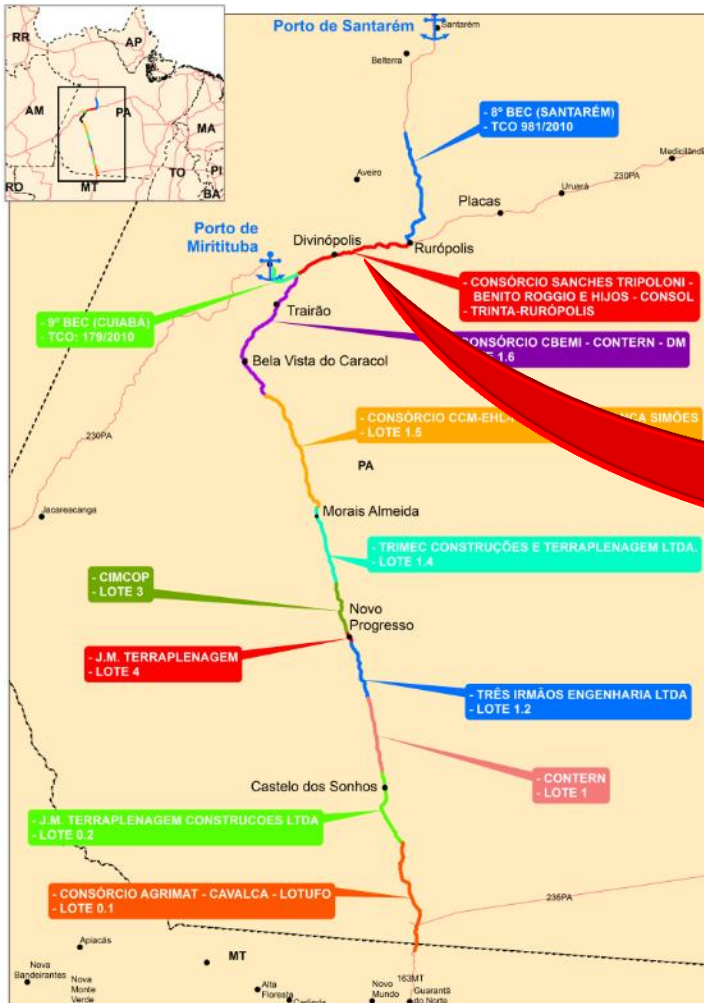 RR
AP
AM
PA
MA
RO
MT
TO
PI
BA
Porto de Santarém
Santarém
Belterra
- 8º BEC (SANTARÉM)
- TCO 981/2010
Medicilândia
230PA
Uruará
Aveiro
Placas
Porto de
Miritituba
Divinópolis
Rurópolis
- CONSÓRCIO SANCHES TRIPOLONI -
BENITO ROGGIO E HIJOS - CONSOL
- TRINTA-RURÓPOLIS
- 9º BEC (CUIABÁ)
- TCO: 179/2010
Trairão
CONSÓRCIO CBEMI - CONTERN - DM
1.6
Bela Vista do Caracol
- CONSÓRCIO CCM-EHL- SIMÕES
- LOTE 1.5
230PA
PA
Jacareacanga
Morais Almeida
- TRIMEC CONSTRUÇÕES E TERRAPLENAGEM LTDA.
- LOTE 1.4
- CIMCOP
- LOTE 3
Novo
Progresso
- J.M. TERRAPLENAGEM
- LOTE 4
- TRÊS IRMÃOS ENGENHARIA LTDA
- LOTE 1.2
- CONTERN
- LOTE 1
Castelo dos Sonhos
- J.M. TERRAPLENAGEM CONSTRUCOES LTDA
- LOTE 0.2
- CONSÓRCIO AGRIMAT - CAVALCA - LOTUFO
- LOTE 0.1
235PA
Apiacás
MT
Nova
Bandeirantes
Nova
Monte
Verde
Alta
Floresta
163MT
Novo
Mundo
Guarantã
do Norte